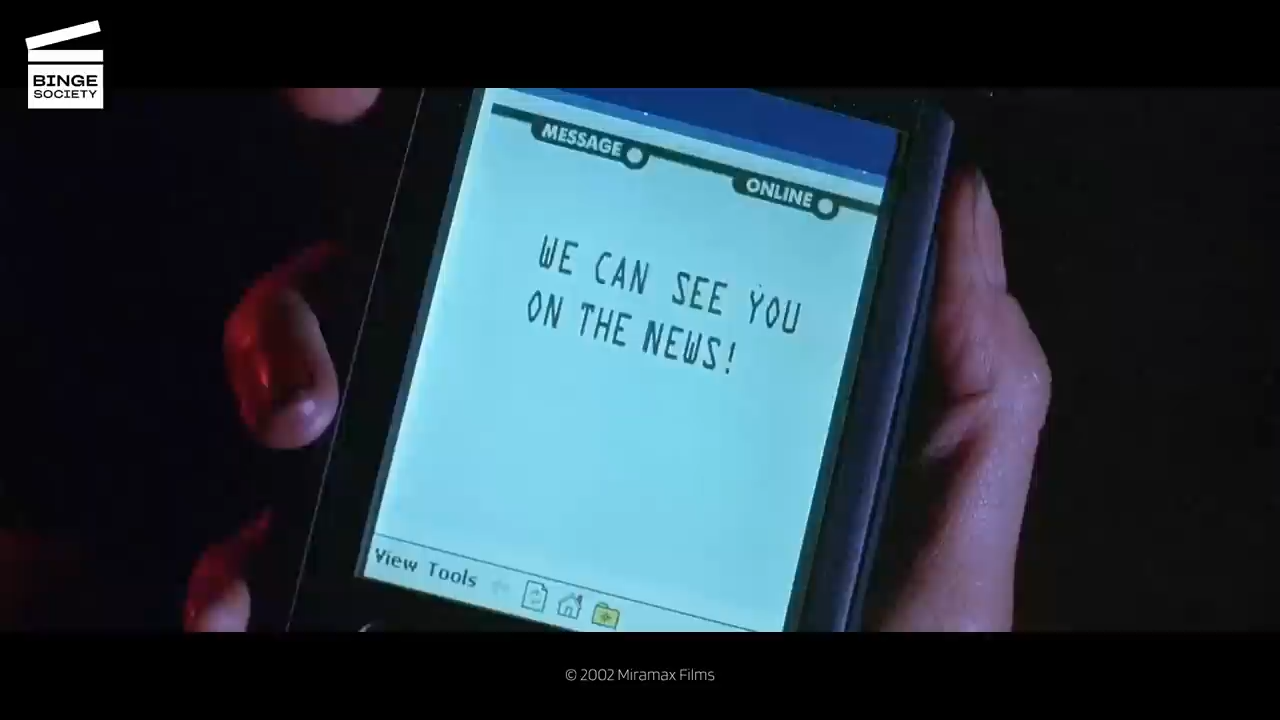 BINGE
SOCIETY
MESSAGE
ONLINE
WE CAN SEE YOU
ON THE NEWS!
View Tools
© 2002 Miramax Films